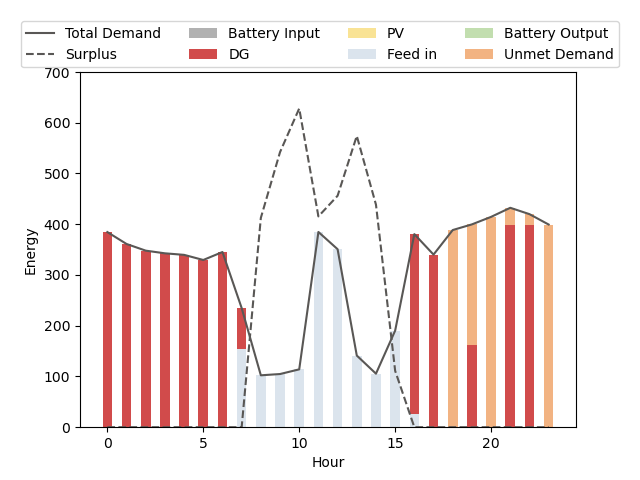 Total Demand Battery Input PV Battery Output
Surplus DG Feed in Unmet Demand
700
600
500
400
300
200
100
0
Energy
0 5 10 15 20
Hour